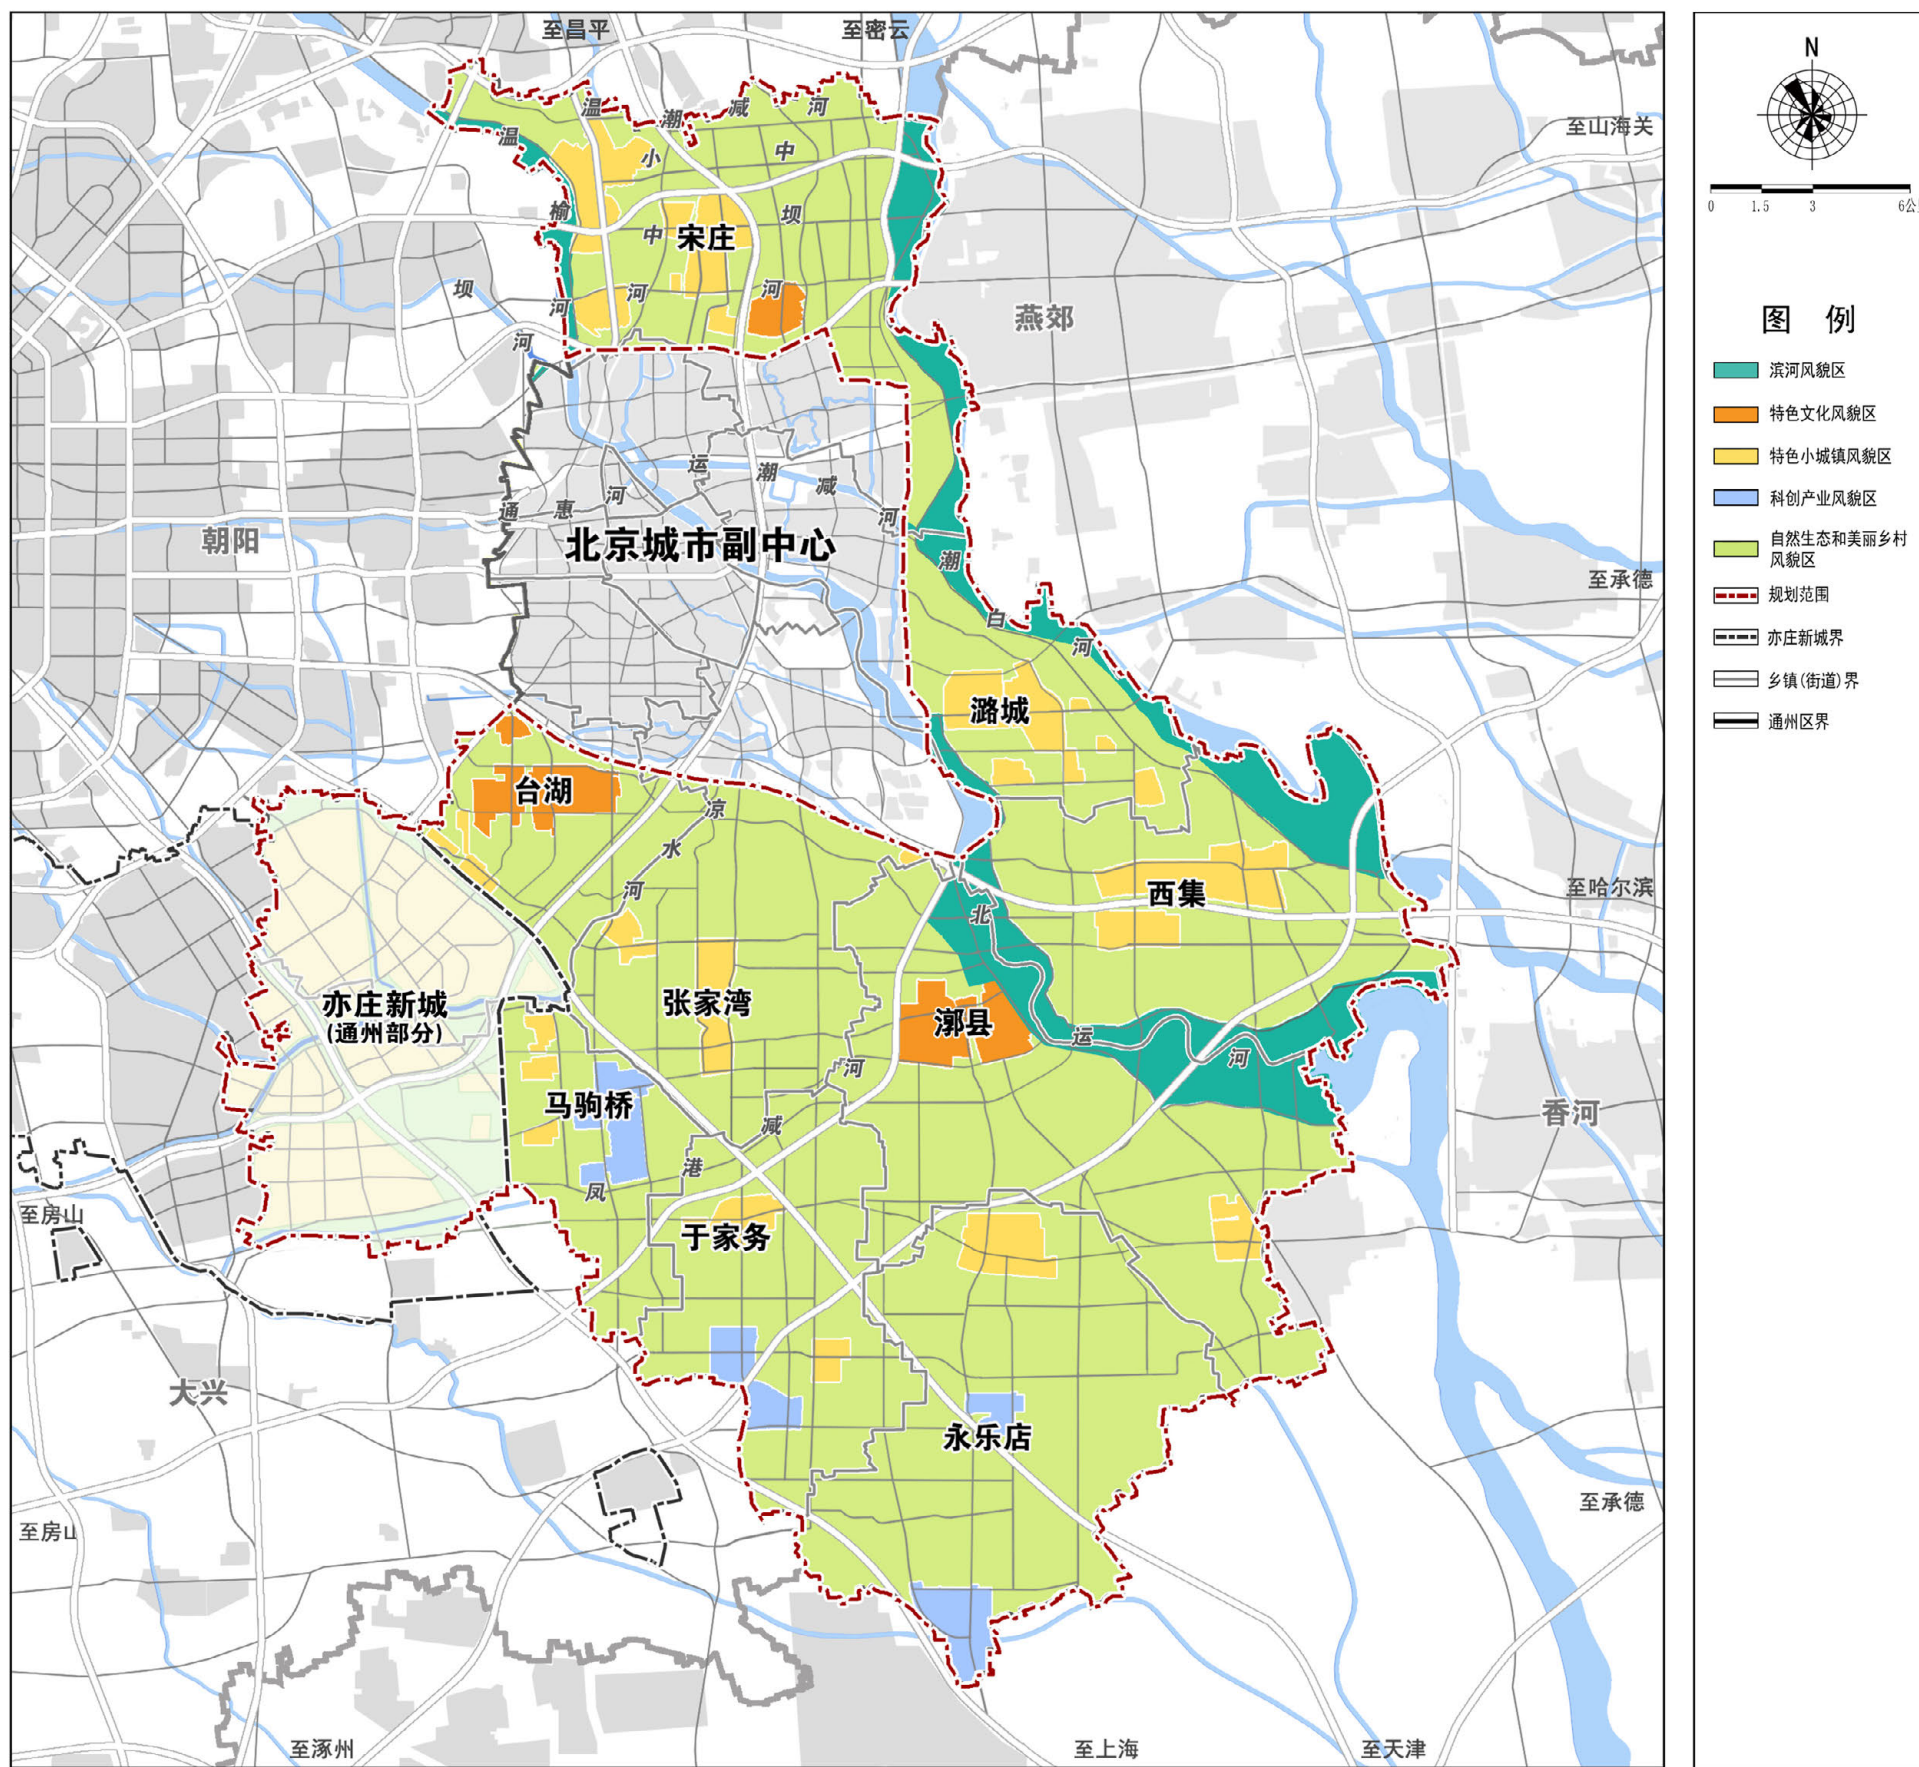 至昌平
至密云
至山海关
温
潮
减
河
温
小
中
榆
中
坝
宋庄
河
河
河
坝
河
燕郊
朝阳
通
惠
河
运
潮
减
河
北京城市副中心
潮
白
河
至承德
潞城
台湖
凉
水
河
西集
至哈尔滨
北
运
河
亦庄新城
(通州部分)
张家湾
漷县
马驹桥
河
减
港
凤
香河
至房山
于家务
大兴
永乐店
至承德
至房山
至涿州
至上海
至天津
N
0 1.5 3 6公
图 例
滨河风貌区
特色文化风貌区
特色小城镇风貌区
科创产业风貌区
自然生态和美丽乡村
风貌区
规划范围
亦庄新城界
乡镇(街道)界
通州区界